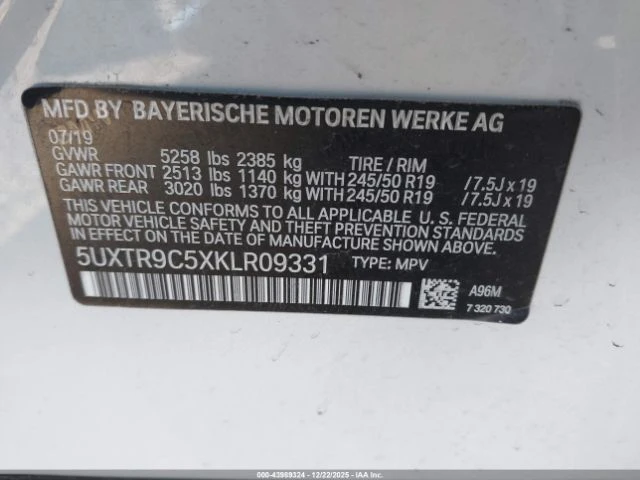 MFD BY BAYERISCHE MOTOREN WERKE AG
07/19
GVWR 5258 lbs 2385 kg TIRE / RIM
GAWR FRONT 2513 lbs 1140 kg WITH 245/50 R19 /7.5J x 19
GAWR REAR 3020 lbs 1370 kg WITH 245/50 R19 /7.5J x 19
THIS VEHICLE CONFORMS TO ALL APPLICABLE U. S. FEDERAL
MOTOR VEHICLE SAFETY AND THEFT PREVENTION STANDARDS
IN EFFECT ON THE DATE OF MANUFACTURE SHOWN ABOVE.
5UXTR9C5XKLR09331 TYPE: MPV
A96M
7 320 730
000-43989324 • 12/22/2025 • IAAI.COM